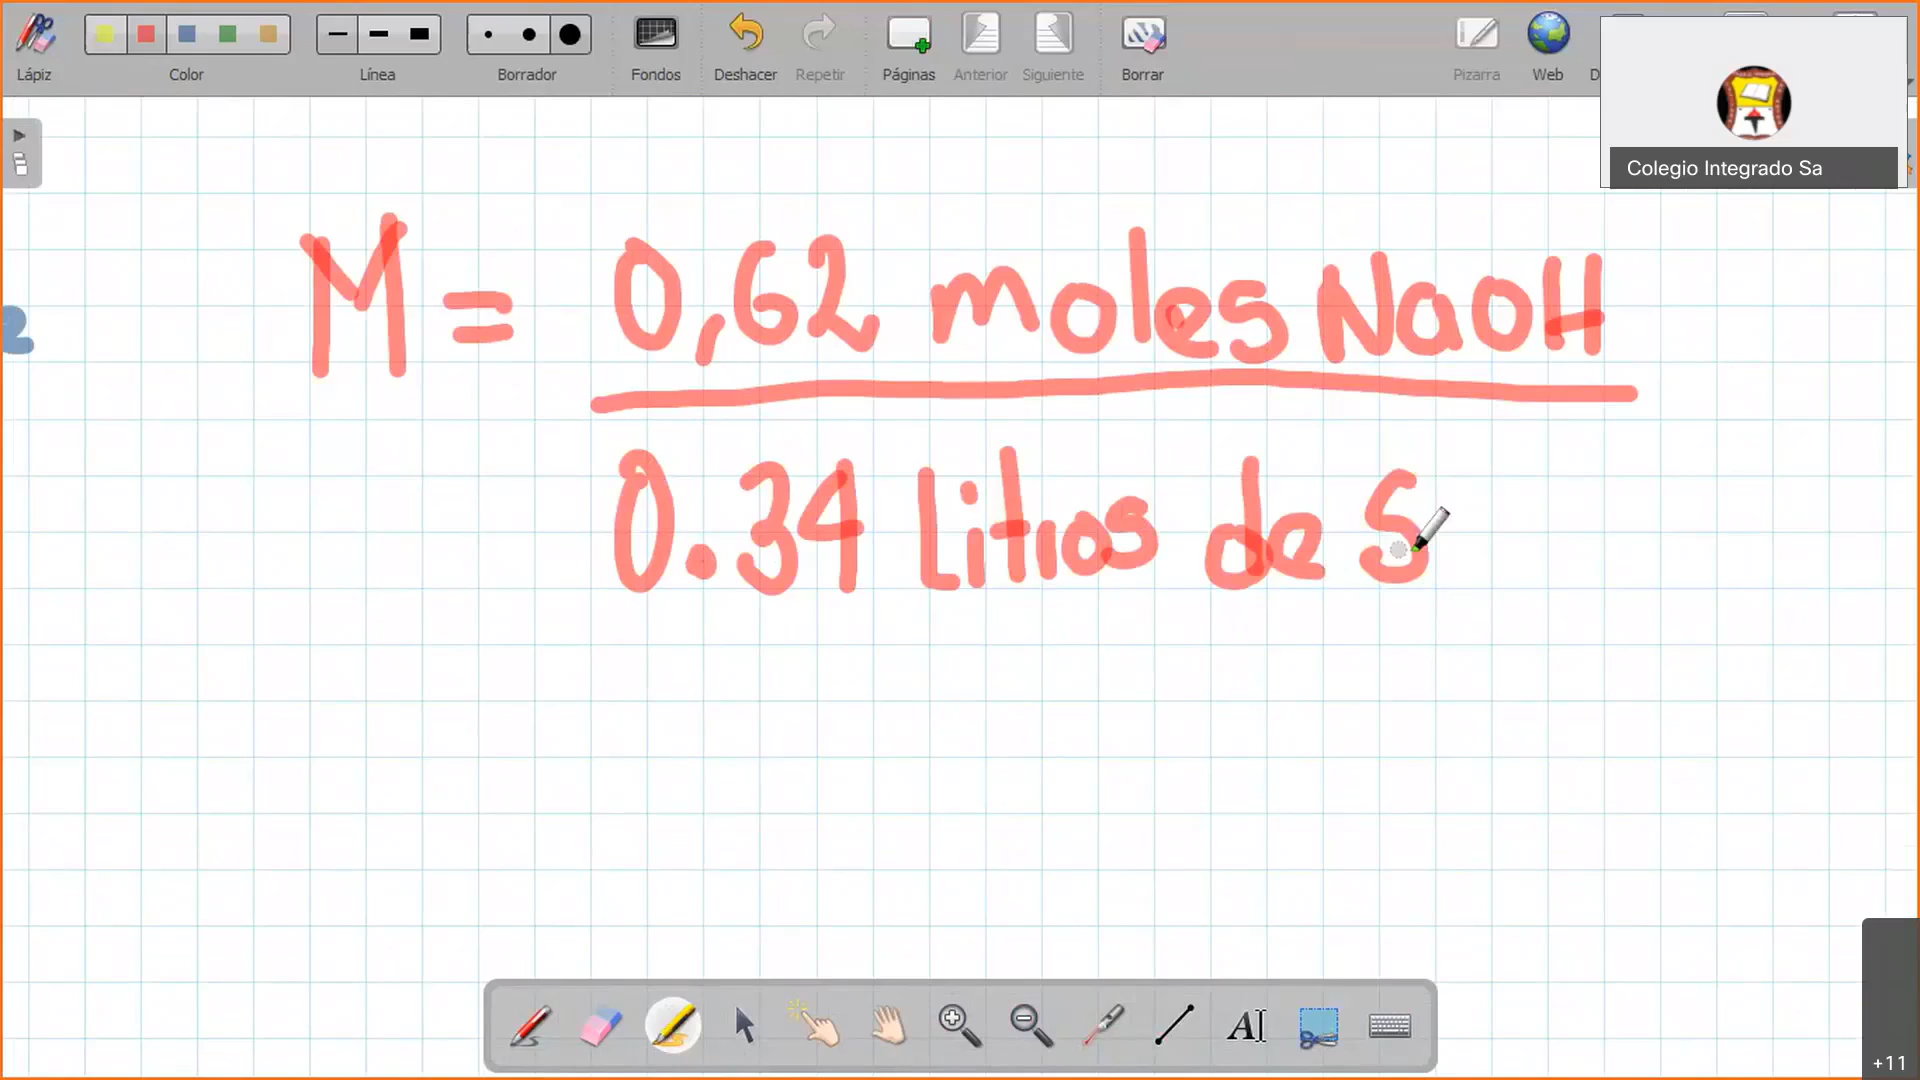 Lápiz Color Línea Borrador Fondos Deshacer Repetir Páginas Anterior Siguiente Borrar Pizarra Web D
Colegio Integrado Sa
2
M = 0,62 moles NaOH
0.34 Litros de S
+11